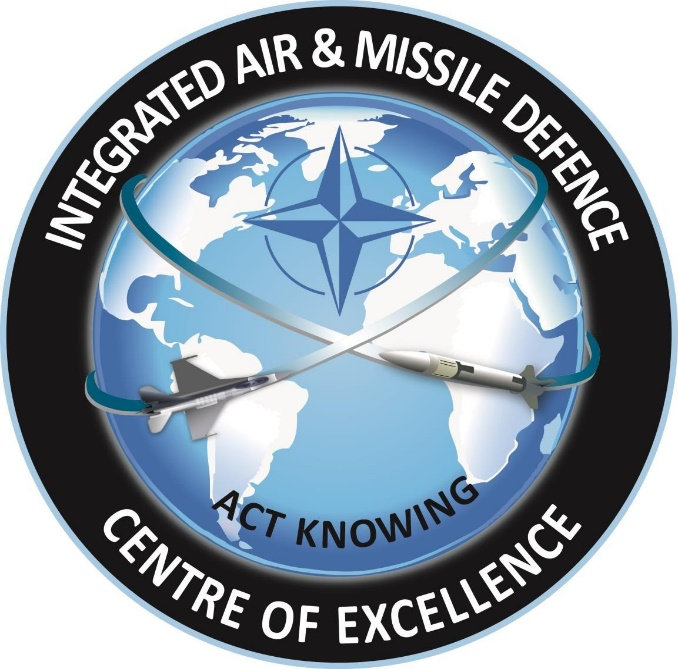 INTEGRATED AIR & MISSILE DEFENCE
ACT KNOWING
CENTRE OF EXCELLENCE